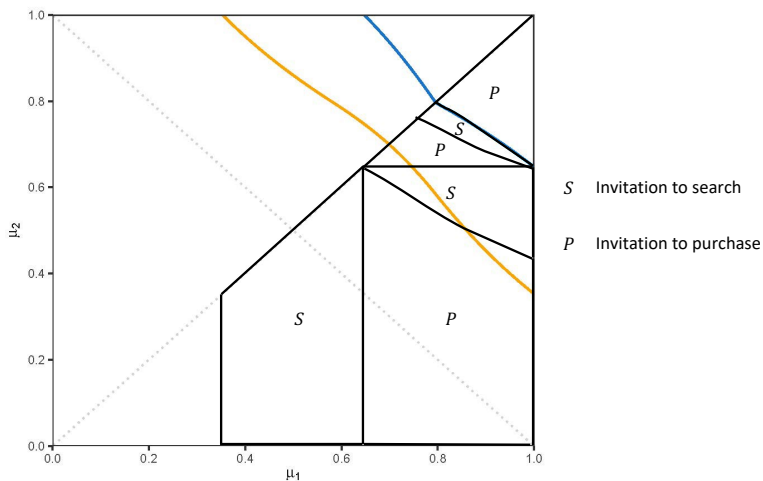 1.0
P
0.8
S
P
0.6
S
S Invitation to search
μ2
P Invitation to purchase
0.4
S
P
0.2
0.0
0.0 0.2 0.4 0.6 0.8 1.0
μ1